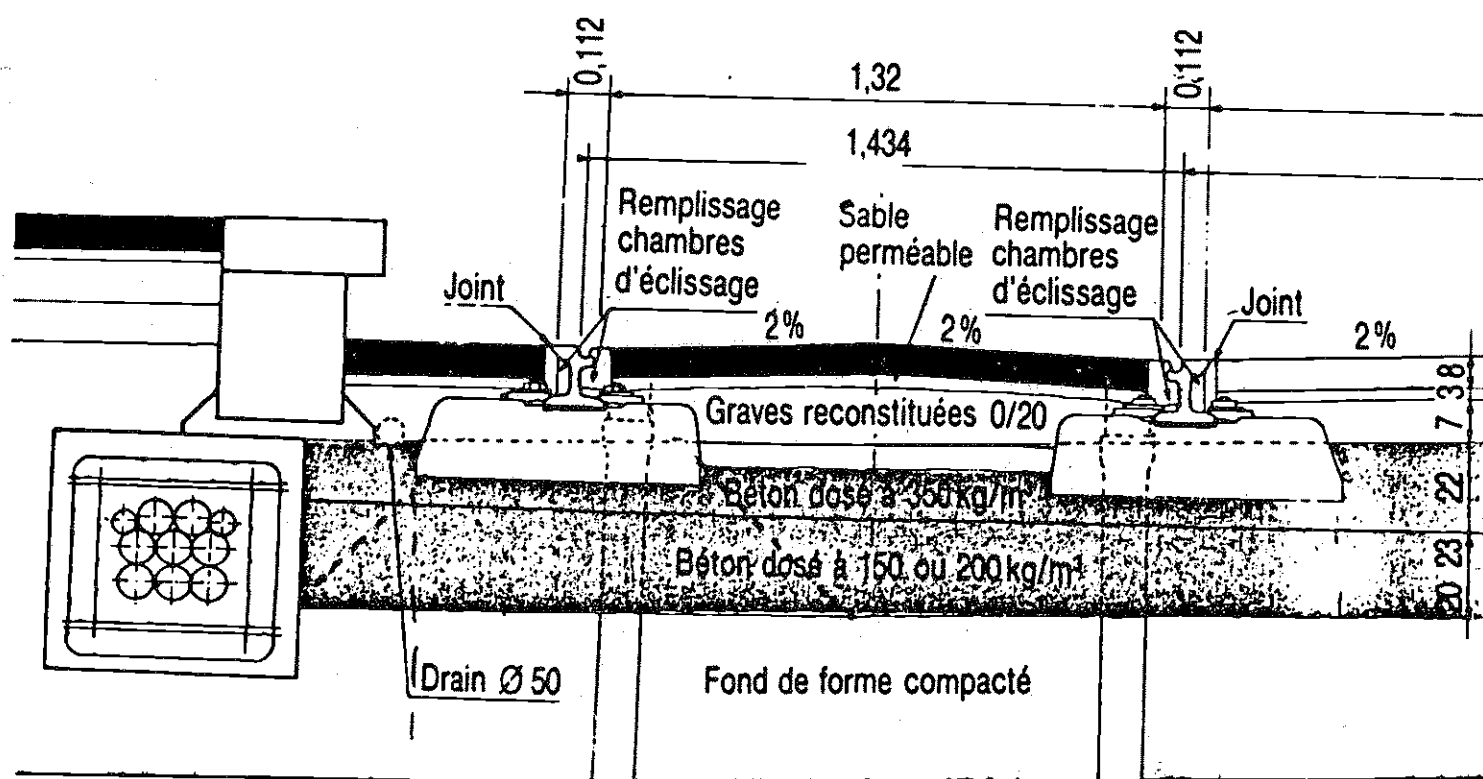 0,112
1,32
0,112
1,434
Remplissage
chambres
d'éclissage
Sable
perméable
Remplissage
chambres
d'éclissage
Joint
Joint
2%
2%
2%
8
3
7
22
23
20
Graves reconstituées 0/20
Béton dosé à 350 kg/m
Béton dosé à 150 ou 200 kg/m³
Drain Ø 50
Fond de forme compacté